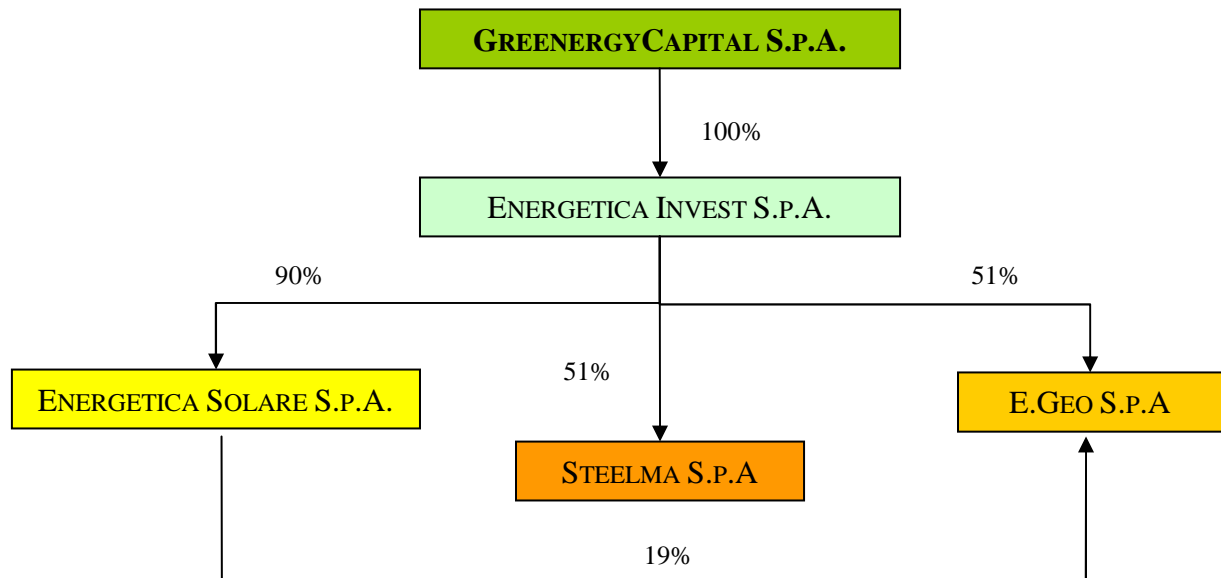 GREENERGYCAPITAL S.P.A.
100%
ENERGETICA INVEST S.P.A.
90%
51%
51%
ENERGETICA SOLARE S.P.A.
E.GEO S.P.A
STEELMA S.P.A
19%